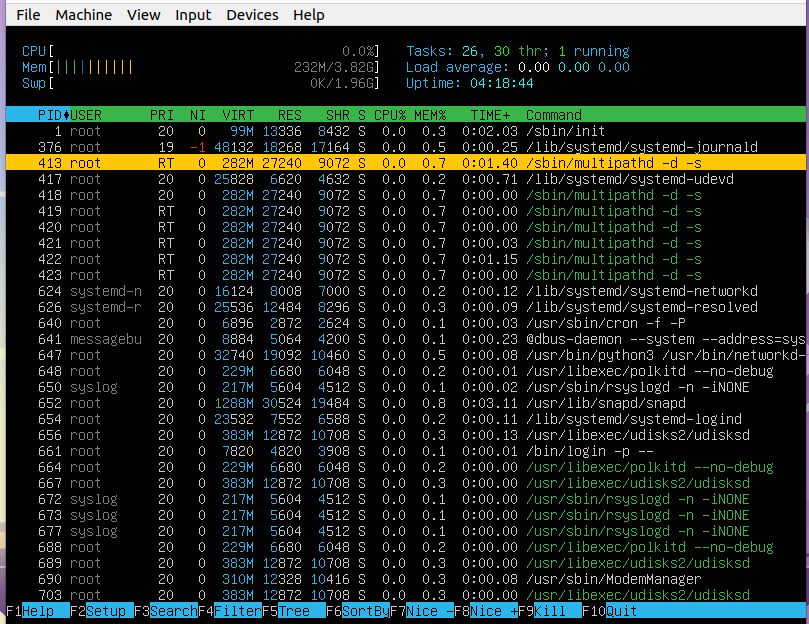 File Machine View Input Devices Help
CPU[ 0.0%] Tasks: 26, 30 thr; 1 running
Mem[|||||||||| 232M/3.82G] Load average: 0.00 0.00 0.00
Swp[ 0K/1.96G] Uptime: 04:18:44
PID♦USER PRI NI VIRT RES SHR S CPU% MEM% TIME+ Command
1 root 20 0 99M 13336 8432 S 0.0 0.3 0:02.03 /sbin/init
376 root 19 -1 48132 18268 17164 S 0.0 0.5 0:00.25 /lib/systemd/systemd-journald
413 root RT 0 282M 27240 9072 S 0.0 0.7 0:01.40 /sbin/multipathd -d -s
417 root 20 0 25828 6620 4632 S 0.0 0.2 0:00.71 /lib/systemd/systemd-udevd
418 root 20 0 282M 27240 9072 S 0.0 0.7 0:00.00 /sbin/multipathd -d -s
419 root RT 0 282M 27240 9072 S 0.0 0.7 0:00.00 /sbin/multipathd -d -s
420 root RT 0 282M 27240 9072 S 0.0 0.7 0:00.00 /sbin/multipathd -d -s
421 root RT 0 282M 27240 9072 S 0.0 0.7 0:00.03 /sbin/multipathd -d -s
422 root RT 0 282M 27240 9072 S 0.0 0.7 0:01.15 /sbin/multipathd -d -s
423 root RT 0 282M 27240 9072 S 0.0 0.7 0:00.00 /sbin/multipathd -d -s
624 systemd-n 20 0 16124 8008 7000 S 0.0 0.2 0:00.12 /lib/systemd/systemd-networkd
626 systemd-r 20 0 25536 12484 8296 S 0.0 0.3 0:00.09 /lib/systemd/systemd-resolved
640 root 20 0 6896 2872 2624 S 0.0 0.1 0:00.03 /usr/sbin/cron -f -P
641 messagebu 20 0 8884 5064 4200 S 0.0 0.1 0:00.23 @dbus-daemon --system --address=sys
647 root 20 0 32740 19092 10460 S 0.0 0.5 0:00.08 /usr/bin/python3 /usr/bin/networkd-
648 root 20 0 229M 6680 6048 S 0.0 0.2 0:00.01 /usr/libexec/polkitd --no-debug
650 syslog 20 0 217M 5604 4512 S 0.0 0.1 0:00.02 /usr/sbin/rsyslogd -n -iNONE
652 root 20 0 1288M 30524 19484 S 0.0 0.8 0:03.11 /usr/lib/snapd/snapd
654 root 20 0 23532 7552 6588 S 0.0 0.2 0:00.11 /lib/systemd/systemd-logind
656 root 20 0 383M 12872 10708 S 0.0 0.3 0:00.13 /usr/libexec/udisks2/udisksd
661 root 20 0 7820 4820 3908 S 0.0 0.1 0:00.01 /bin/login -p --
664 root 20 0 229M 6680 6048 S 0.0 0.2 0:00.00 /usr/libexec/polkitd --no-debug
667 root 20 0 383M 12872 10708 S 0.0 0.3 0:00.00 /usr/libexec/udisks2/udisksd
672 syslog 20 0 217M 5604 4512 S 0.0 0.1 0:00.00 /usr/sbin/rsyslogd -n -iNONE
673 syslog 20 0 217M 5604 4512 S 0.0 0.1 0:00.00 /usr/sbin/rsyslogd -n -iNONE
677 syslog 20 0 217M 5604 4512 S 0.0 0.1 0:00.00 /usr/sbin/rsyslogd -n -iNONE
688 root 20 0 229M 6680 6048 S 0.0 0.2 0:00.00 /usr/libexec/polkitd --no-debug
689 root 20 0 383M 12872 10708 S 0.0 0.3 0:00.00 /usr/libexec/udisks2/udisksd
690 root 20 0 310M 12328 10416 S 0.0 0.3 0:00.08 /usr/sbin/ModemManager
703 root 20 0 383M 12872 10708 S 0.0 0.3 0:00.00 /usr/libexec/udisks2/udisksd
F1Help F2Setup F3SearchF4FilterF5Tree F6SortByF7Nice -F8Nice +F9Kill F10Quit